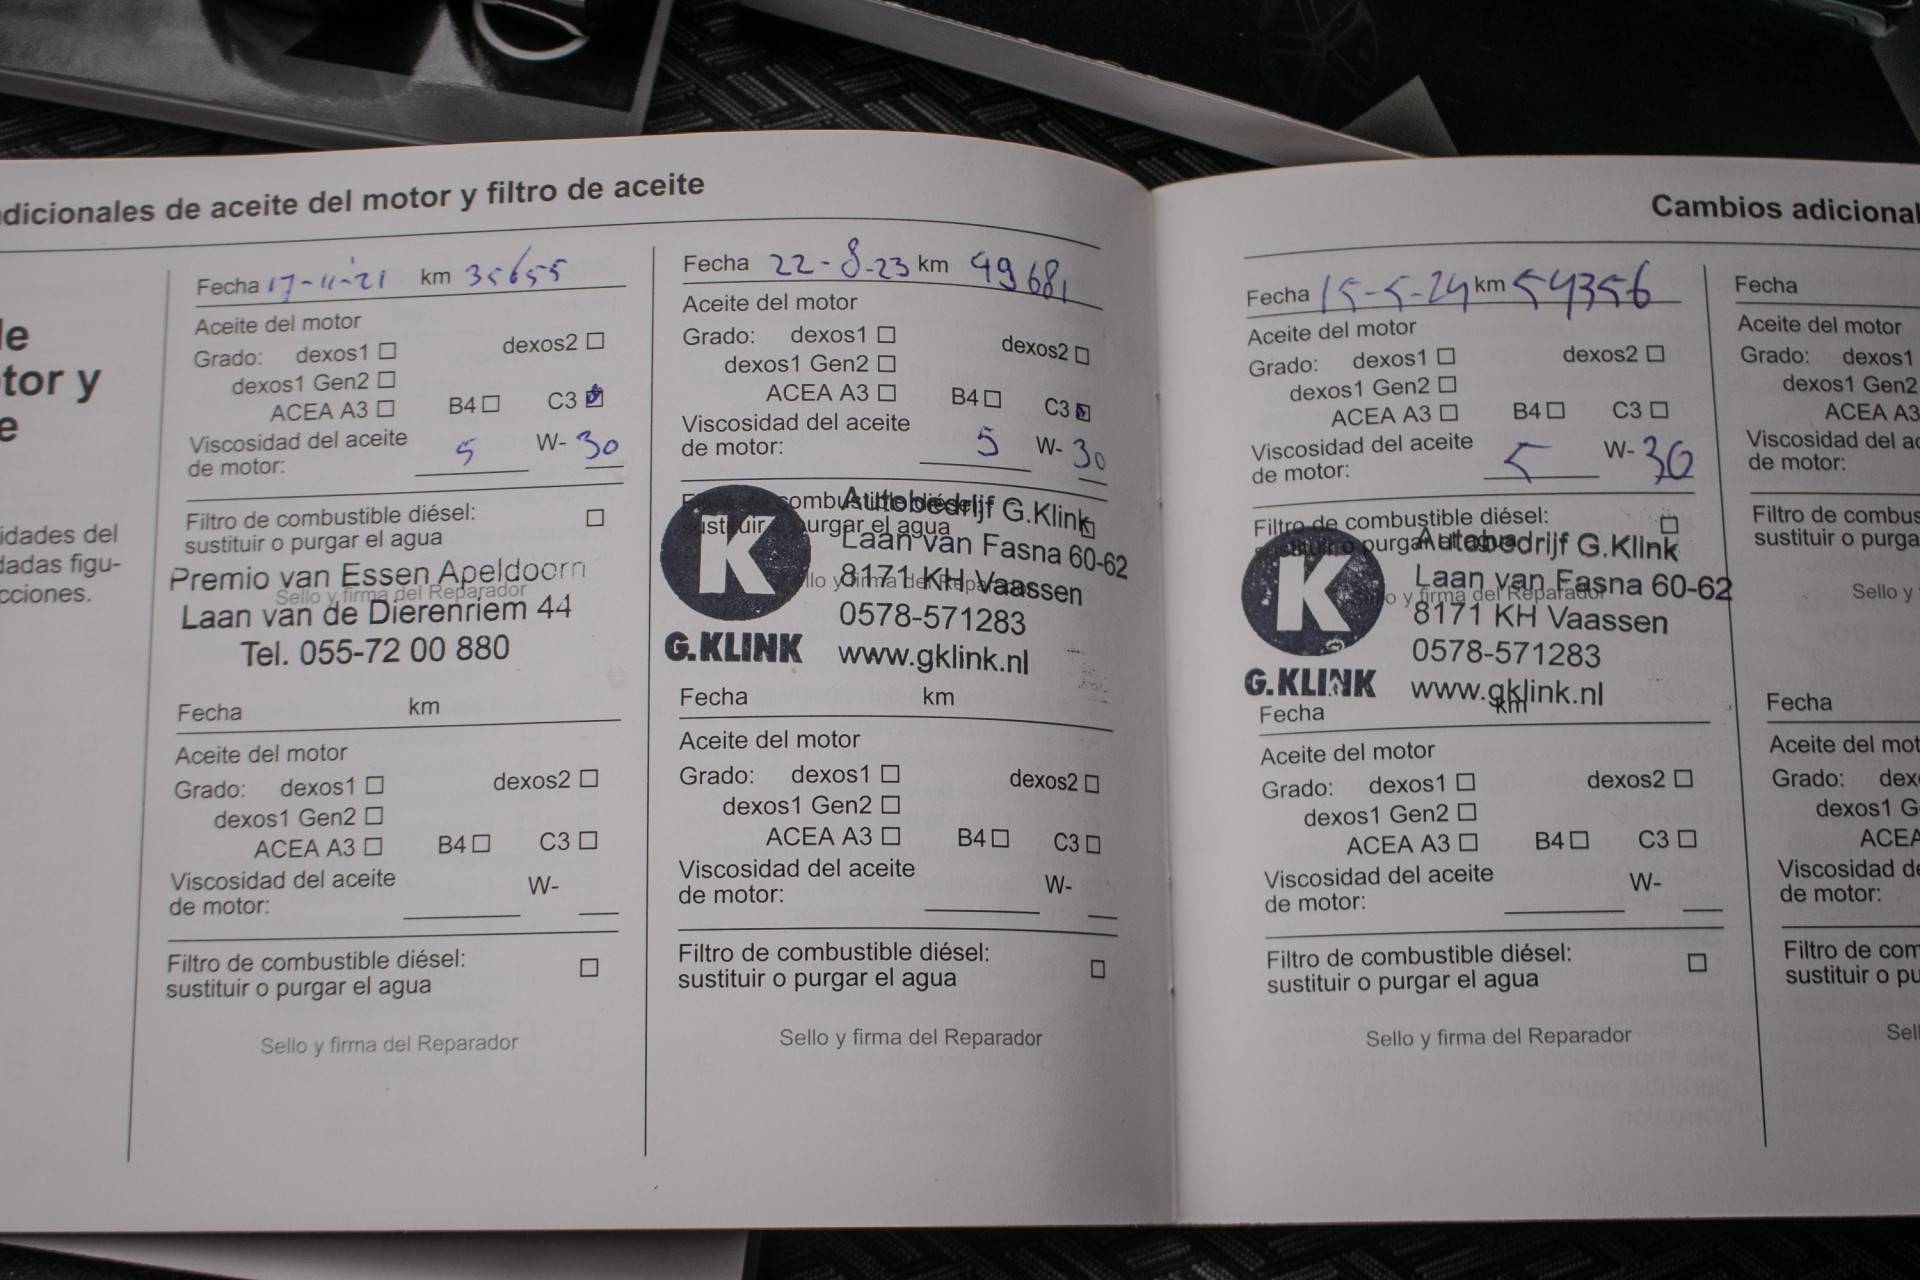 adicionales de aceite del motor y filtro de aceite
le
tor y
e
idades del
dadas figu-
cciones.
Fecha 17-11-21 km 35655
Aceite del motor
Grado: dexos1 ☐ dexos2 ☐
dexos1 Gen2 ☐
ACEA A3 ☐ B4 ☐ C3 ☑
Viscosidad del aceite
de motor: 5 W- 30
Filtro de combustible diésel: ☐
sustituir o purgar el agua
Premio van Essen Apeldoorn
Sello y firma del Reparador
Laan van de Dierenriem 44
Tel. 055-72 00 880
Fecha km
Aceite del motor
Grado: dexos1 ☐ dexos2 ☐
dexos1 Gen2 ☐
ACEA A3 ☐ B4 ☐ C3 ☐
Viscosidad del aceite
de motor: W-
Filtro de combustible diésel: ☐
sustituir o purgar el agua
Sello y firma del Reparador
Fecha 22-8-23 km 49681
Aceite del motor
Grado: dexos1 ☐ dexos2 ☐
dexos1 Gen2 ☐
ACEA A3 ☐ B4 ☐ C3 ☑
Viscosidad del aceite
de motor: 5 W- 30
Autobedrijf G.Klink
sustituir purgar el agua
Laan van Fasna 60-62
K
8171 KH Vaassen
0578-571283
G.KLINK www.gklink.nl
Fecha km
Aceite del motor
Grado: dexos1 ☐ dexos2 ☐
dexos1 Gen2 ☐
ACEA A3 ☐ B4 ☐ C3 ☐
Viscosidad del aceite
de motor: W-
Filtro de combustible diésel: ☐
sustituir o purgar el agua
Sello y firma del Reparador
Cambios adicional
Fecha 15-5-24 km 54356
Aceite del motor
Grado: dexos1 ☐ dexos2 ☐
dexos1 Gen2 ☐
ACEA A3 ☐ B4 ☐ C3 ☐
Viscosidad del aceite
de motor: 5 W- 30
Filtro de combustible diésel: ☐
Autobedrijf G.Klink
Laan van Fasna 60-62
K
y firma del Reparador
8171 KH Vaassen
0578-571283
G.KLINK www.gklink.nl
Fecha km
Aceite del motor
Grado: dexos1 ☐ dexos2 ☐
dexos1 Gen2 ☐
ACEA A3 ☐ B4 ☐ C3 ☐
Viscosidad del aceite
de motor: W-
Filtro de combustible diésel: ☐
sustituir o purgar el agua
Sello y firma del Reparador
Fecha
Aceite del motor
Grado: dexos1
dexos1 Gen2
ACEA A3
Viscosidad del ac
de motor:
Filtro de combus
sustituir o purga
Sello y
Fecha
Aceite del mot
Grado: dex
dexos1 G
ACEA
Viscosidad de
de motor:
Filtro de com
sustituir o pu
Sell